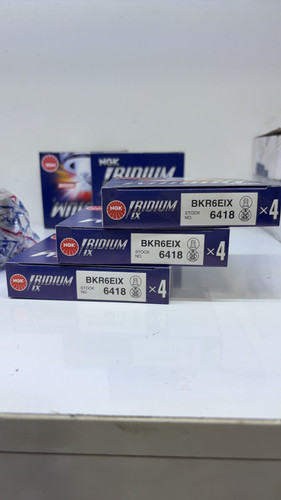 NGK
IRIDIUM
NGK
IRIDIUM
IX
BKR6EIX
STOCK
NO.
6418
×4
NGK
IRIDIUM
IX
BKR6EIX
STOCK
NO.
6418
×4
NGK
IRIDIUM
IX
BKR6EIX
STOCK
NO.
6418
×4